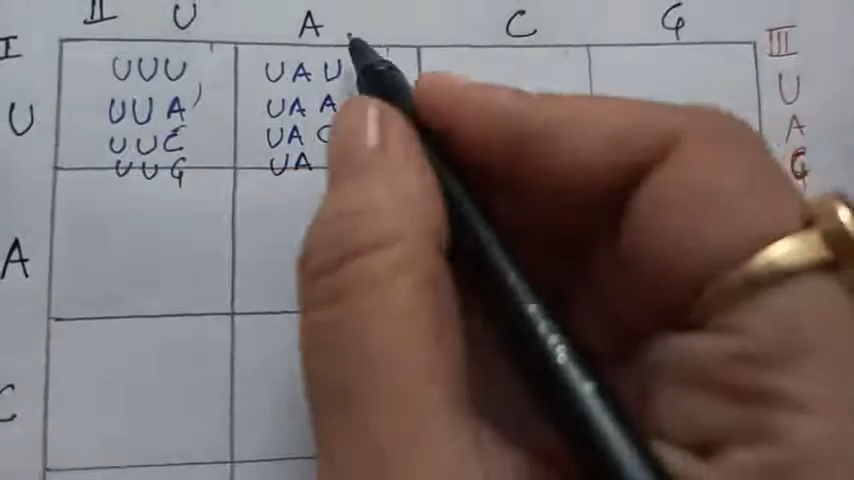 II U A C G
I III
UUU UAU U
U UUA UAA A
UUC UAC G
UUG UA
A
C